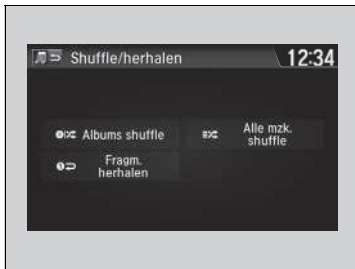 Shuffle/herhalen 12:34
Albums shuffle
Alle mzk.
shuffle
Fragm.
herhalen